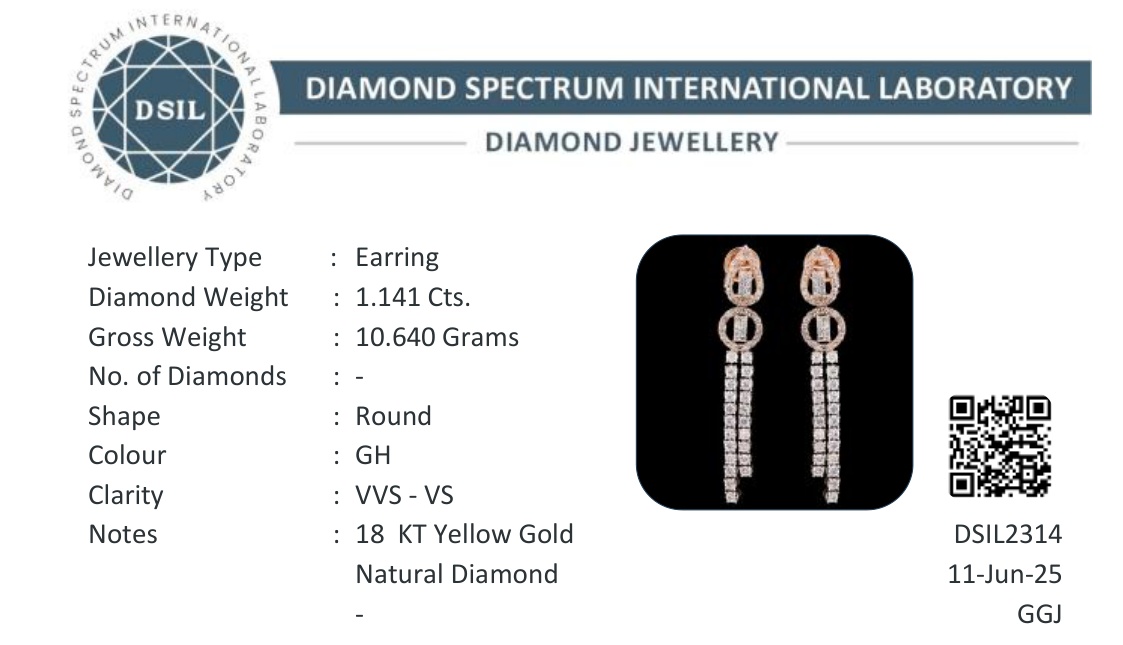 DIAMOND SPECTRUM INTERNATIONAL LABORATORY
DSIL
DIAMOND SPECTRUM INTERNATIONAL LABORATORY
DIAMOND JEWELLERY
Jewellery Type : Earring
Diamond Weight : 1.141 Cts.
Gross Weight : 10.640 Grams
No. of Diamonds : -
Shape : Round
Colour : GH
Clarity : VVS - VS
Notes : 18 KT Yellow Gold
Natural Diamond
-
DSIL2314
11-Jun-25
GGJ